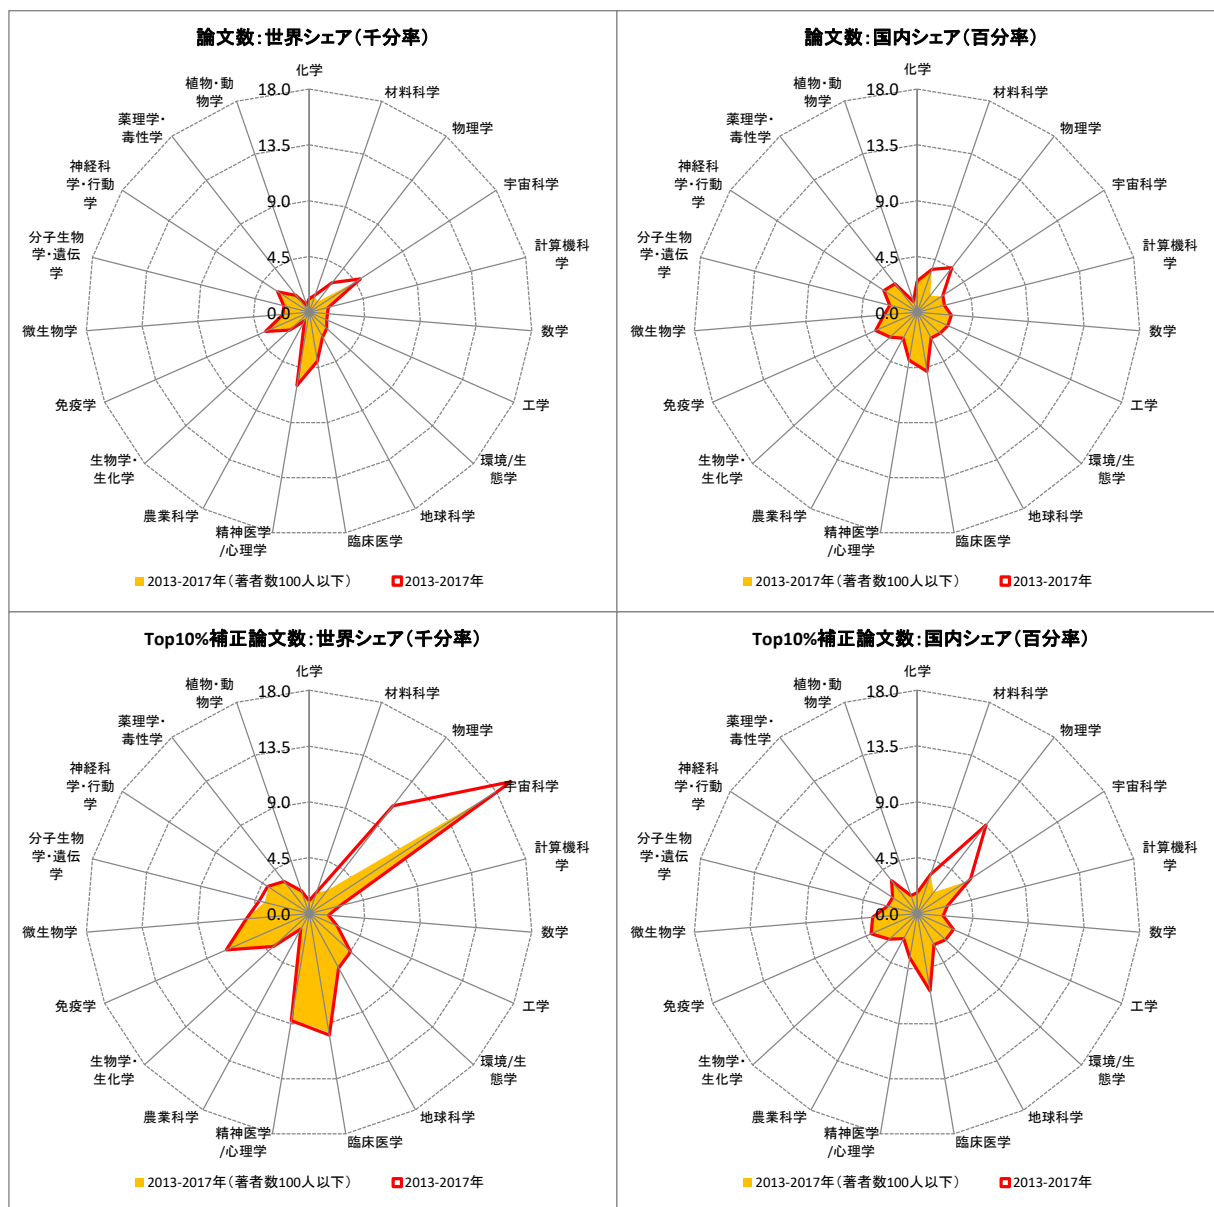 論文数：世界シェア（千分率）
化学
材料科学
物理学
宇宙科学
計算機科
学
数学
工学
環境/生
態学
地球科学
臨床医学
精神医学
/心理学
農業科学
生物学・
生化学
免疫学
微生物学
分子生物
学・遺伝
学
神経科
学・行動
学
薬理学・
毒性学
植物・動
物学
18.0
13.5
9.0
4.5
0.0
2013-2017年（著者数100人以下）
2013-2017年
論文数：国内シェア（百分率）
化学
材料科学
物理学
宇宙科学
計算機科
学
数学
工学
環境/生
態学
地球科学
臨床医学
精神医学
/心理学
農業科学
生物学・
生化学
免疫学
微生物学
分子生物
学・遺伝
学
神経科
学・行動
学
薬理学・
毒性学
植物・動
物学
18.0
13.5
9.0
4.5
0.0
2013-2017年（著者数100人以下）
2013-2017年
Top10%補正論文数：世界シェア（千分率）
化学
材料科学
物理学
宇宙科学
計算機科
学
数学
工学
環境/生
態学
地球科学
臨床医学
精神医学
/心理学
農業科学
生物学・
生化学
免疫学
微生物学
分子生物
学・遺伝
学
神経科
学・行動
学
薬理学・
毒性学
植物・動
物学
18.0
13.5
9.0
4.5
0.0
2013-2017年（著者数100人以下）
2013-2017年
Top10%補正論文数：国内シェア（百分率）
化学
材料科学
物理学
宇宙科学
計算機科
学
数学
工学
環境/生
態学
地球科学
臨床医学
精神医学
/心理学
農業科学
生物学・
生化学
免疫学
微生物学
分子生物
学・遺伝
学
神経科
学・行動
学
薬理学・
毒性学
植物・動
物学
18.0
13.5
9.0
4.5
0.0
2013-2017年（著者数100人以下）
2013-2017年